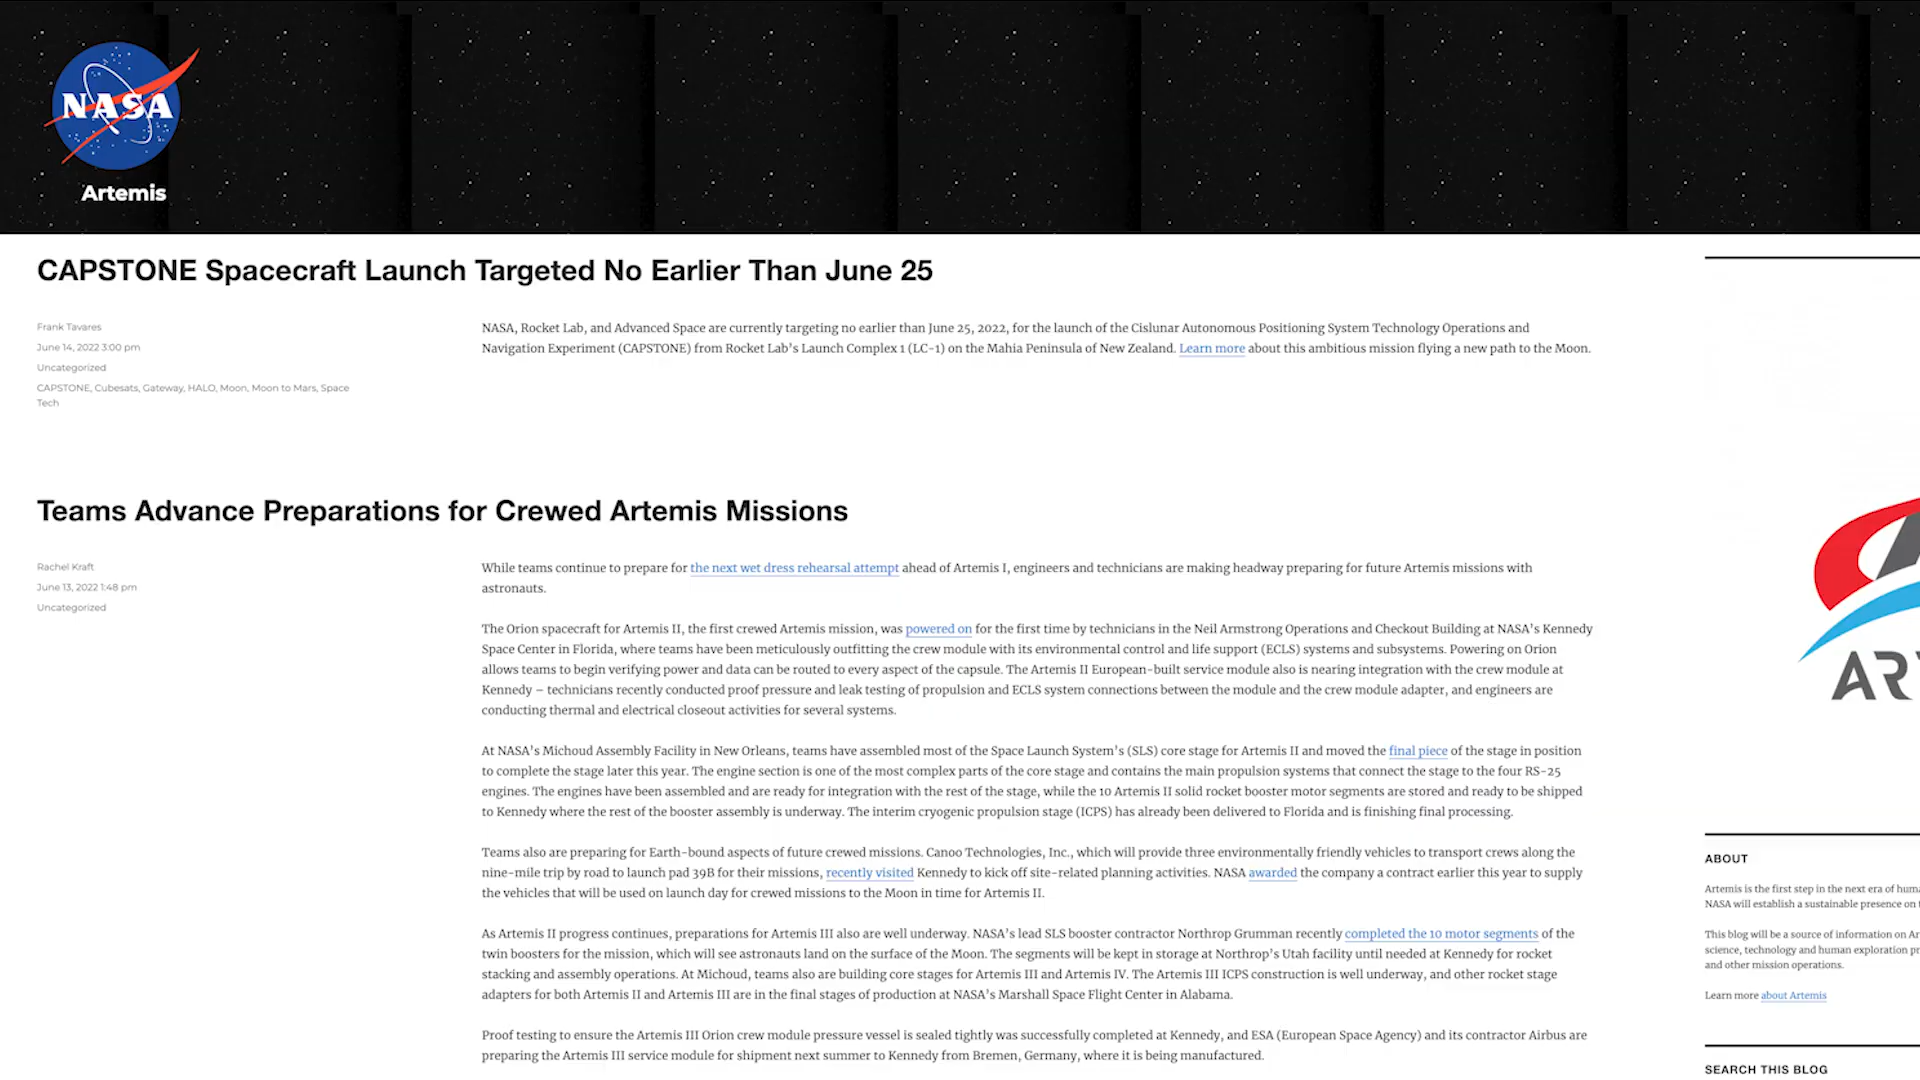 NASA
Artemis
CAPSTONE Spacecraft Launch Targeted No Earlier Than June 25
Frank Tavares
June 14, 2022 3:00 pm
Uncategorized
CAPSTONE, Cubesats, Gateway, HALO, Moon, Moon to Mars, Space
Tech
NASA, Rocket Lab, and Advanced Space are currently targeting no earlier than June 25, 2022, for the launch of the Cislunar Autonomous Positioning System Technology Operations and
Navigation Experiment (CAPSTONE) from Rocket Lab's Launch Complex 1 (LC-1) on the Mahia Peninsula of New Zealand. Learn more about this ambitious mission flying a new path to the Moon.
Teams Advance Preparations for Crewed Artemis Missions
Rachel Kraft
June 13, 2022 1:48 pm
Uncategorized
While teams continue to prepare for the next wet dress rehearsal attempt ahead of Artemis I, engineers and technicians are making headway preparing for future Artemis missions with
astronauts.
The Orion spacecraft for Artemis II, the first crewed Artemis mission, was powered on for the first time by technicians in the Neil Armstrong Operations and Checkout Building at NASA's Kennedy
Space Center in Florida, where teams have been meticulously outfitting the crew module with its environmental control and life support (ECLS) systems and subsystems. Powering on Orion
allows teams to begin verifying power and data can be routed to every aspect of the capsule. The Artemis II European-built service module also is nearing integration with the crew module at
Kennedy – technicians recently conducted proof pressure and leak testing of propulsion and ECLS system connections between the module and the crew module adapter, and engineers are
conducting thermal and electrical closeout activities for several systems.
At NASA's Michoud Assembly Facility in New Orleans, teams have assembled most of the Space Launch System's (SLS) core stage for Artemis II and moved the final piece of the stage in position
to complete the stage later this year. The engine section is one of the most complex parts of the core stage and contains the main propulsion systems that connect the stage to the four RS-25
engines. The engines have been assembled and are ready for integration with the rest of the stage, while the 10 Artemis II solid rocket booster motor segments are stored and ready to be shipped
to Kennedy where the rest of the booster assembly is underway. The interim cryogenic propulsion stage (ICPS) has already been delivered to Florida and is finishing final processing.
Teams also are preparing for Earth-bound aspects of future crewed missions. Canoo Technologies, Inc., which will provide three environmentally friendly vehicles to transport crews along the
nine-mile trip by road to launch pad 39B for their missions, recently visited Kennedy to kick off site-related planning activities. NASA awarded the company a contract earlier this year to supply
the vehicles that will be used on launch day for crewed missions to the Moon in time for Artemis II.
As Artemis II progress continues, preparations for Artemis III also are well underway. NASA's lead SLS booster contractor Northrop Grumman recently completed the 10 motor segments of the
twin boosters for the mission, which will see astronauts land on the surface of the Moon. The segments will be kept in storage at Northrop's Utah facility until needed at Kennedy for rocket
stacking and assembly operations. At Michoud, teams also are building core stages for Artemis III and Artemis IV. The Artemis III ICPS construction is well underway, and other rocket stage
adapters for both Artemis II and Artemis III are in the final stages of production at NASA's Marshall Space Flight Center in Alabama.
Proof testing to ensure the Artemis III Orion crew module pressure vessel is sealed tightly was successfully completed at Kennedy, and ESA (European Space Agency) and its contractor Airbus are
preparing the Artemis III service module for shipment next summer to Kennedy from Bremen, Germany, where it is being manufactured.
AR
ABOUT
Artemis is the first step in the next era of
NASA will establish a sustainable presence on
This blog will be a source of information on
science, technology and human exploration
and other mission operations.
Learn more about Artemis
SEARCH THIS BLOG